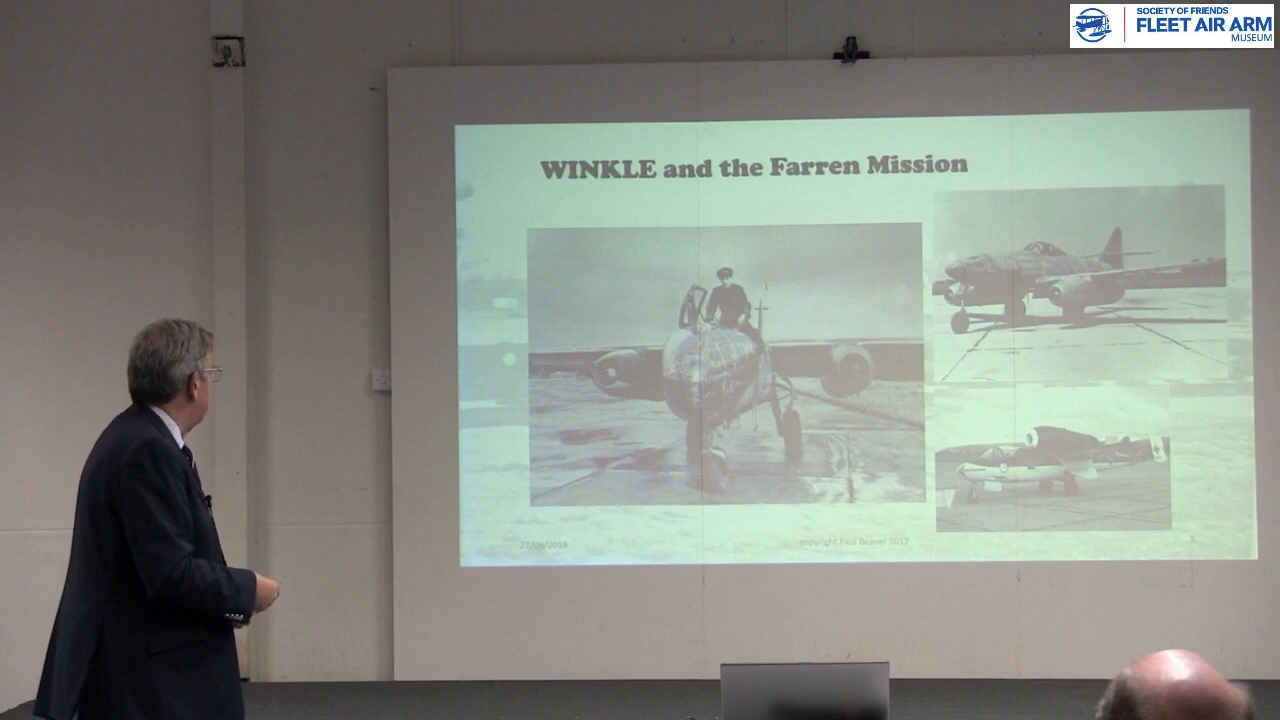 SOCIETY OF FRIENDS
FLEET AIR ARM
MUSEUM
WINKLE and the Farren Mission
27/09/2018
copyright Paul Beaver 2017
5